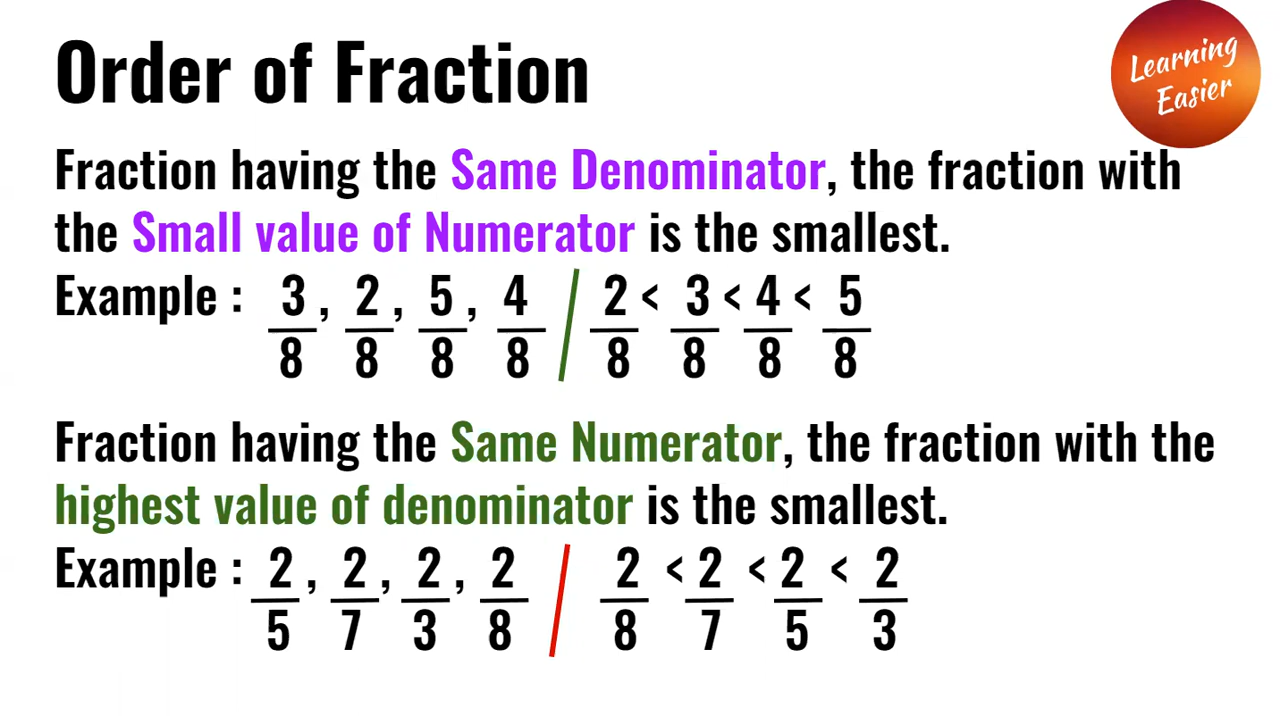 Order of Fraction
Learning
Easier
Fraction having the Same Denominator, the fraction with
the Small value of Numerator is the smallest.
Example : 3/8, 2/8, 5/8, 4/8 / 2/8 < 3/8 < 4/8 < 5/8
Fraction having the Same Numerator, the fraction with the
highest value of denominator is the smallest.
Example : 2/5, 2/7, 2/3, 2/8 / 2/8 < 2/7 < 2/5 < 2/3